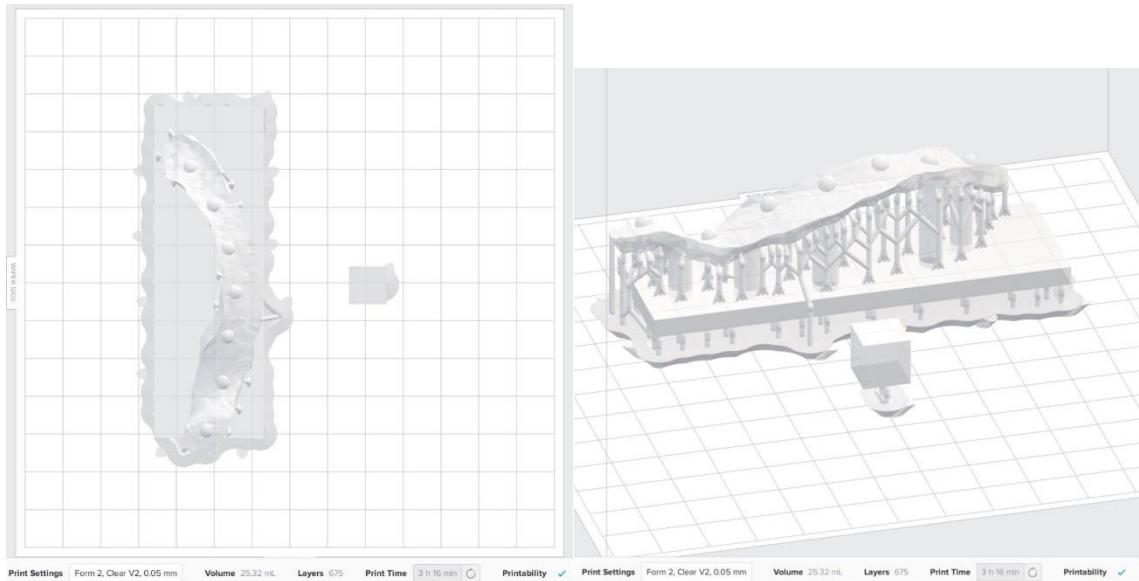 WIPER SIDE
Print Settings Form 2, Clear V2, 0.05 mm Volume 25.32 mL Layers 675 Print Time 3 h 16 min Printability
Print Settings Form 2, Clear V2, 0.05 mm Volume 25.32 mL Layers 675 Print Time 3 h 16 min Printability